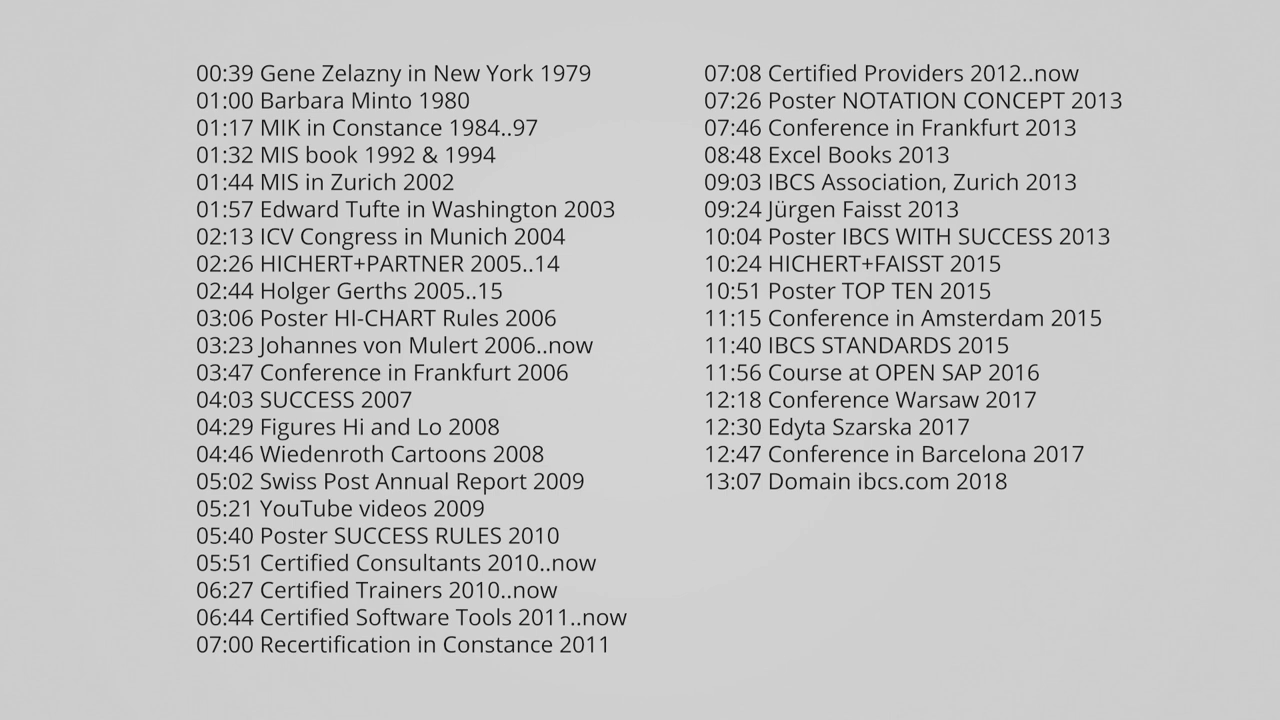 00:39 Gene Zelazny in New York 1979
01:00 Barbara Minto 1980
01:17 MIK in Constance 1984..97
01:32 MIS book 1992 & 1994
01:44 MIS in Zurich 2002
01:57 Edward Tufte in Washington 2003
02:13 ICV Congress in Munich 2004
02:26 HICHERT+PARTNER 2005..14
02:44 Holger Gerths 2005..15
03:06 Poster HI-CHART Rules 2006
03:23 Johannes von Mulert 2006..now
03:47 Conference in Frankfurt 2006
04:03 SUCCESS 2007
04:29 Figures Hi and Lo 2008
04:46 Wiedenroth Cartoons 2008
05:02 Swiss Post Annual Report 2009
05:21 YouTube videos 2009
05:40 Poster SUCCESS RULES 2010
05:51 Certified Consultants 2010..now
06:27 Certified Trainers 2010..now
06:44 Certified Software Tools 2011..now
07:00 Recertification in Constance 2011
07:08 Certified Providers 2012..now
07:26 Poster NOTATION CONCEPT 2013
07:46 Conference in Frankfurt 2013
08:48 Excel Books 2013
09:03 IBCS Association, Zurich 2013
09:24 Jürgen Faisst 2013
10:04 Poster IBCS WITH SUCCESS 2013
10:24 HICHERT+FAISST 2015
10:51 Poster TOP TEN 2015
11:15 Conference in Amsterdam 2015
11:40 IBCS STANDARDS 2015
11:56 Course at OPEN SAP 2016
12:18 Conference Warsaw 2017
12:30 Edyta Szarska 2017
12:47 Conference in Barcelona 2017
13:07 Domain ibcs.com 2018